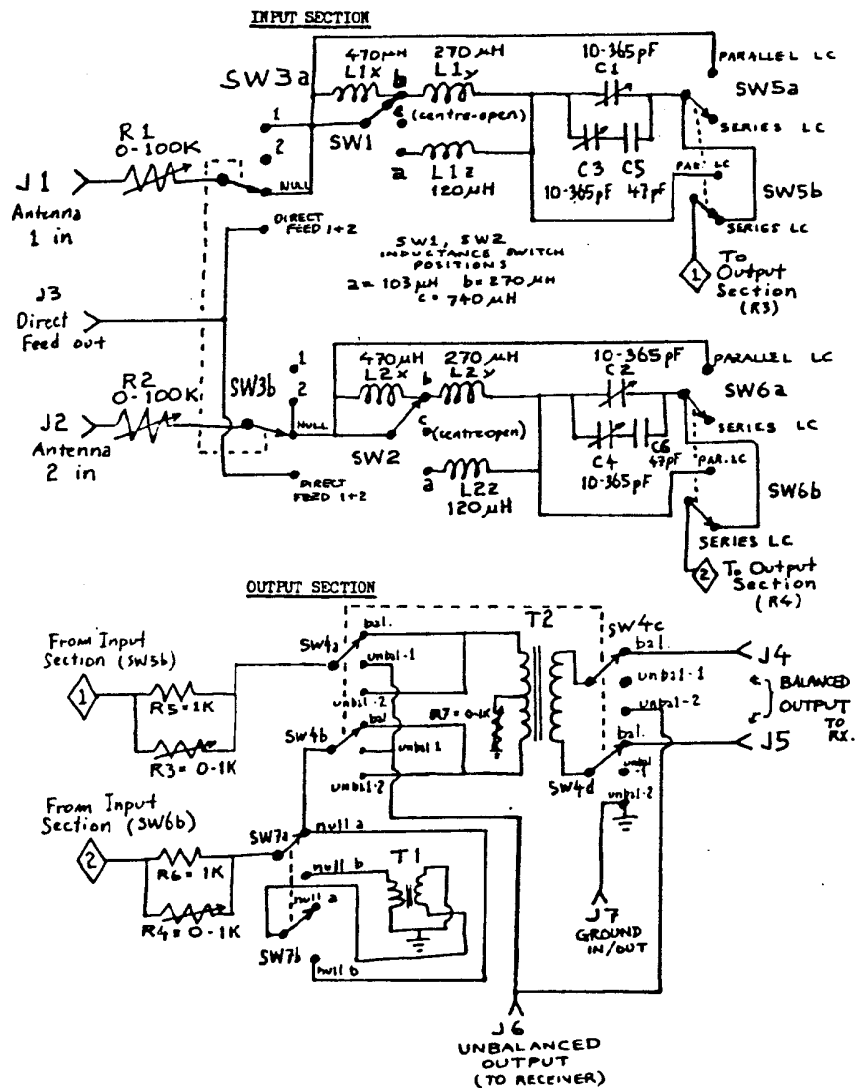 INPUT SECTION
470µH
L1x
270µH
L1y
10-365pF
C1
PARALLEL LC
SW3a
SW5a
b
c
(centre-open)
SERIES LC
1
SW1
R1
0-100K
2
a
L1z
120µH
C3
10-365pF
C5
47pF
PAR. LC
SW5b
J1
Antenna
1 in
NULL
SERIES LC
DIRECT
FEED 1+2
SW1, SW2
INDUCTANCE SWITCH
POSITIONS
a = 103µH b = 270µH
c = 740µH
1
To
Output
Section
(R3)
J3
Direct
Feed out
R2
0-100K
SW3b
1
2
470µH
L2x
270µH
L2y
10-365pF
C2
PARALLEL LC
SW6a
b
c
(centre open)
SERIES LC
J2
Antenna
2 in
NULL
SW2
C4
10-365pF
C6
47pF
PAR. LC
SW6b
DIRECT
FEED 1+2
a
L2z
120µH
SERIES LC
2
To Output
Section
(R4)
OUTPUT SECTION
From Input
Section (SW5b)
1
R5=1K
R3=0-1K
SW4a
bal.
unbal-1
unbal-2
T2
SW4c
bal.
unbal-1
unbal-2
J4
BALANCED
OUTPUT
TO
RX.
J5
SW4b
bal
unbal 1
unbal-2
R7=0-1K
bal.
SW4d
unbal-2
From Input
Section (SW6b)
2
R6=1K
R4=0-1K
SW7a
null a
null b
T1
null a
SW7b
null b
J7
GROUND
IN/OUT
J6
UNBALANCED
OUTPUT
(TO RECEIVER)